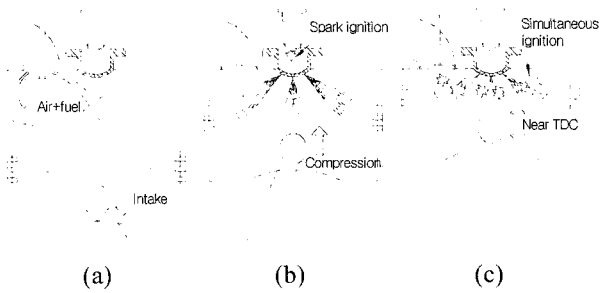 Spark ignition
Simultaneous
ignition
Air+fuel
Near TDC
Compression
Intake
(a)
(b)
(c)